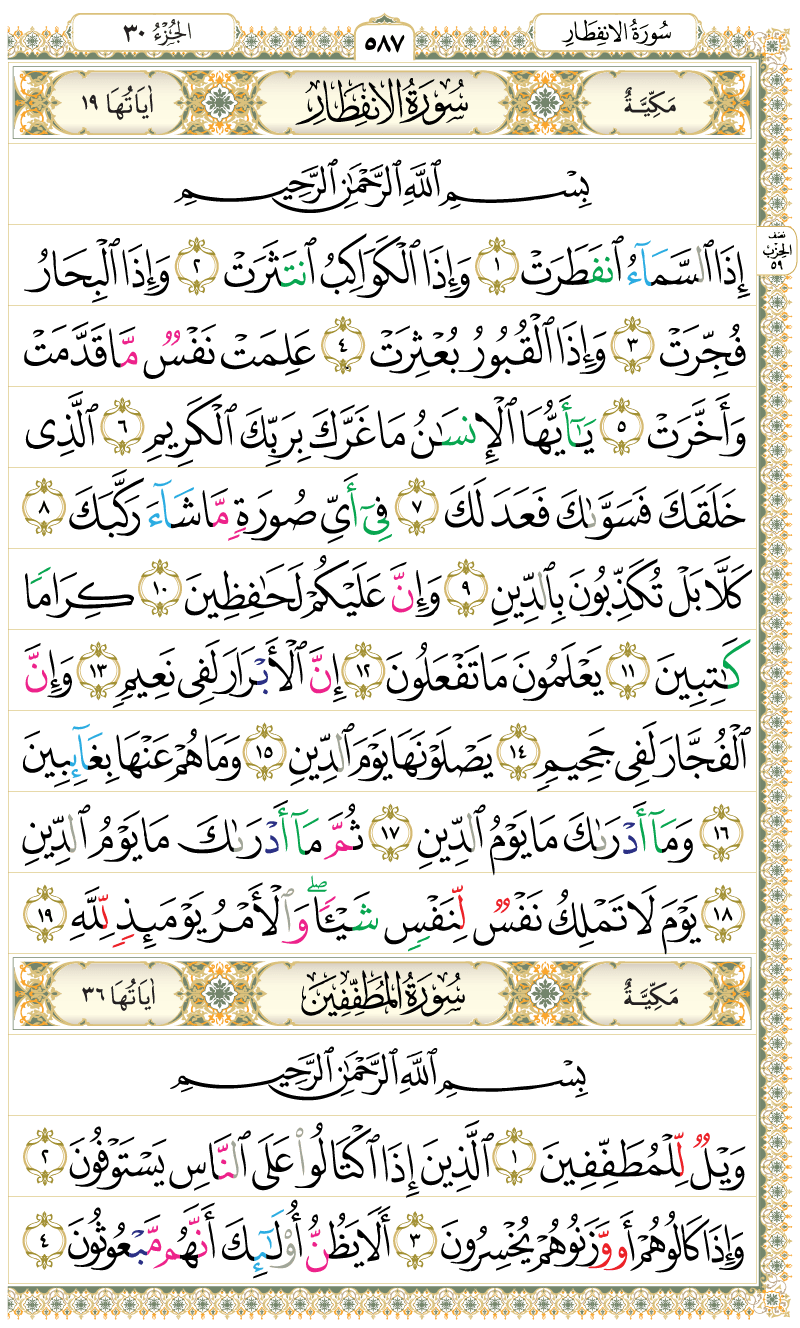 سُورَةُ الانفِطَارِ
٥٨٧
الجُزْءُ ٣٠
مَكِّيَّةٌ سُورَةُ الانفِطَارِ اٰيَاتُهَا ١٩
بِسْمِ ٱللَّهِ ٱلرَّحْمَٰنِ ٱلرَّحِيمِ
نصف
الحزب
٥٩
إِذَا ٱلسَّمَآءُ ٱنفَطَرَتْ ١ وَإِذَا ٱلْكَوَاكِبُ ٱنتَثَرَتْ ٢ وَإِذَا ٱلْبِحَارُ
فُجِّرَتْ ٣ وَإِذَا ٱلْقُبُورُ بُعْثِرَتْ ٤ عَلِمَتْ نَفْسٌ مَّا قَدَّمَتْ
وَأَخَّرَتْ ٥ يَٰٓأَيُّهَا ٱلْإِنسَٰنُ مَا غَرَّكَ بِرَبِّكَ ٱلْكَرِيمِ ٦ ٱلَّذِى
خَلَقَكَ فَسَوَّىٰكَ فَعَدَلَكَ ٧ فِىٓ أَىِّ صُورَةٍ مَّا شَآءَ رَكَّبَكَ ٨
كَلَّا بَلْ تُكَذِّبُونَ بِٱلدِّينِ ٩ وَإِنَّ عَلَيْكُمْ لَحَٰفِظِينَ ١٠ كِرَامًا
كَٰتِبِينَ ١١ يَعْلَمُونَ مَا تَفْعَلُونَ ١٢ إِنَّ ٱلْأَبْرَارَ لَفِى نَعِيمٍ ١٣ وَإِنَّ
ٱلْفُجَّارَ لَفِى جَحِيمٍ ١٤ يَصْلَوْنَهَا يَوْمَ ٱلدِّينِ ١٥ وَمَا هُمْ عَنْهَا بِغَآئِبِينَ
١٦ وَمَآ أَدْرَىٰكَ مَا يَوْمُ ٱلدِّينِ ١٧ ثُمَّ مَآ أَدْرَىٰكَ مَا يَوْمُ ٱلدِّينِ
١٨ يَوْمَ لَا تَمْلِكُ نَفْسٌ لِّنَفْسٍ شَيْـًٔا ۖ وَٱلْأَمْرُ يَوْمَئِذٍ لِّلَّهِ ١٩
مَكِّيَّةٌ سُورَةُ المُطَفِّفِينَ اٰيَاتُهَا ٣٦
بِسْمِ ٱللَّهِ ٱلرَّحْمَٰنِ ٱلرَّحِيمِ
وَيْلٌ لِّلْمُطَفِّفِينَ ١ ٱلَّذِينَ إِذَا ٱكْتَالُوا۟ عَلَى ٱلنَّاسِ يَسْتَوْفُونَ ٢
وَإِذَا كَالُوهُمْ أَو وَّزَنُوهُمْ يُخْسِرُونَ ٣ أَلَا يَظُنُّ أُو۟لَٰٓئِكَ أَنَّهُم مَّبْعُوثُونَ ٤